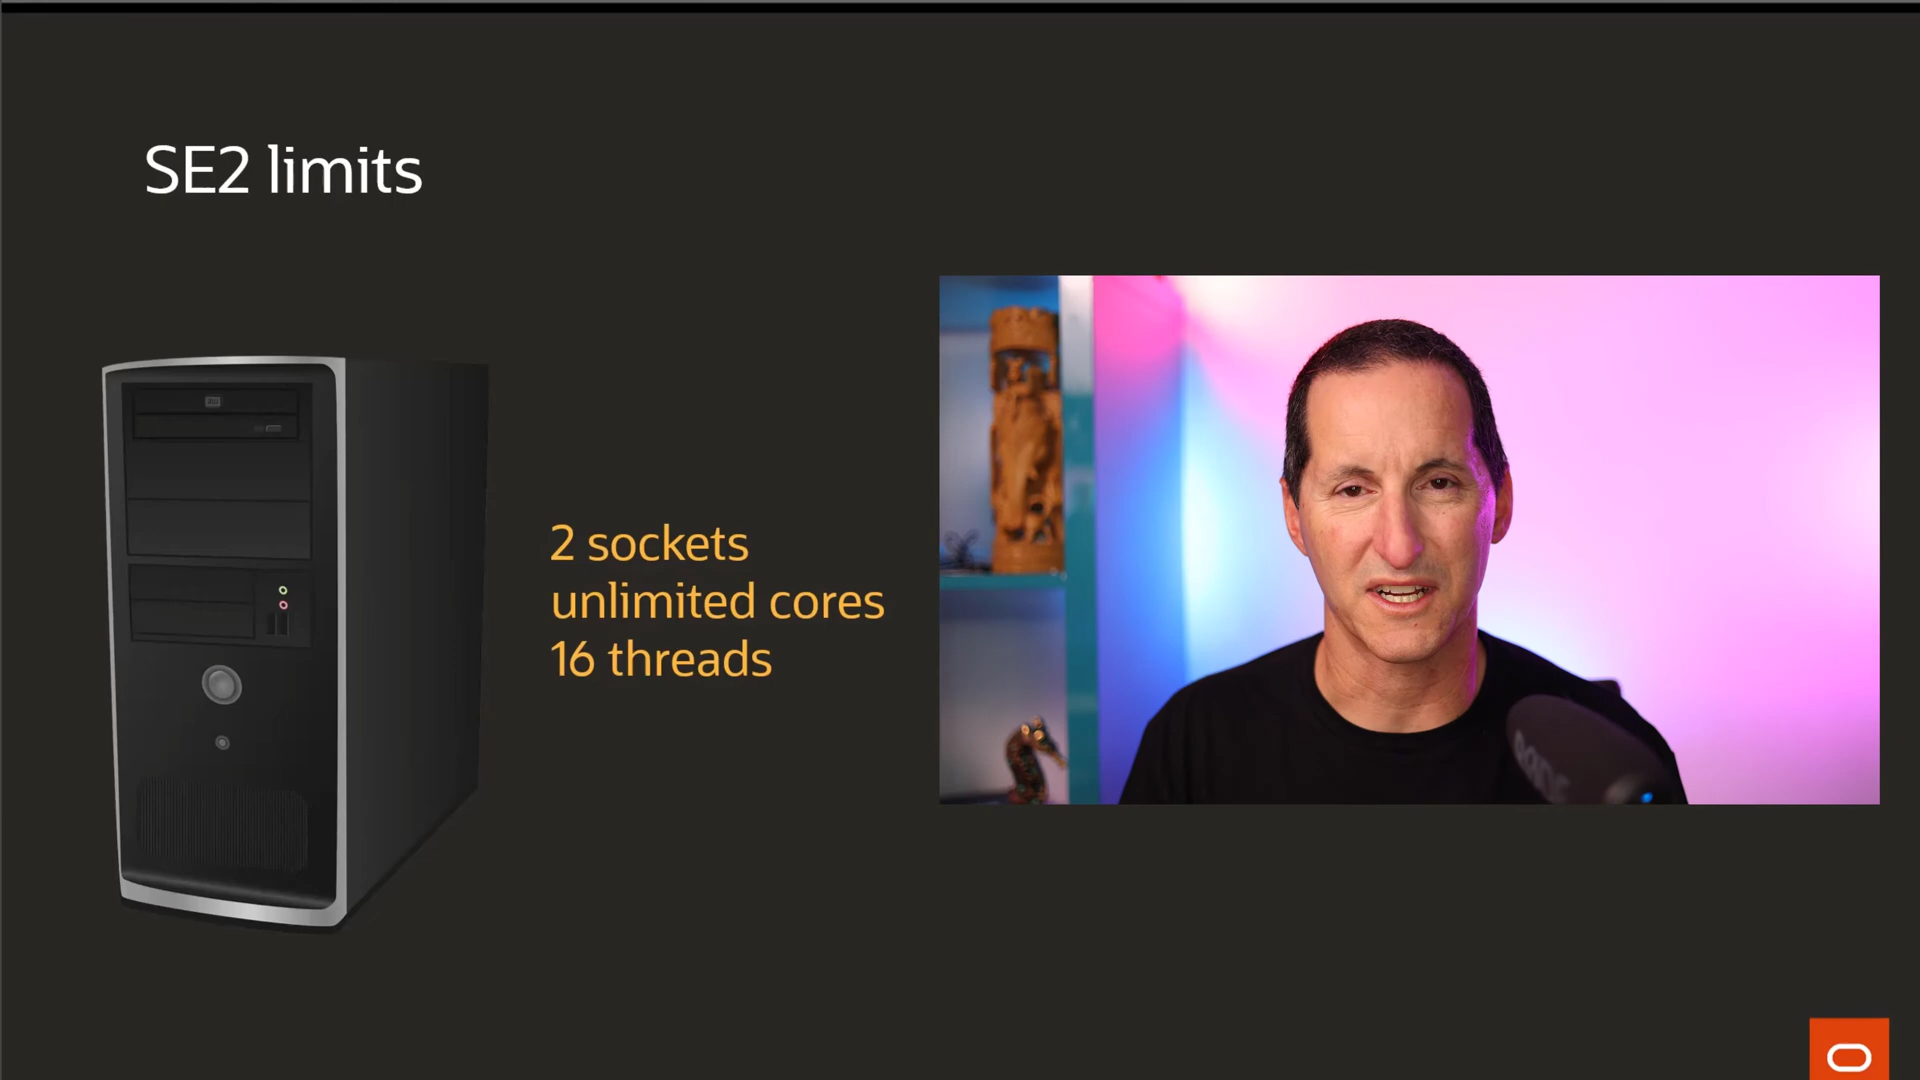 SE2 limits
2 sockets
unlimited cores
16 threads